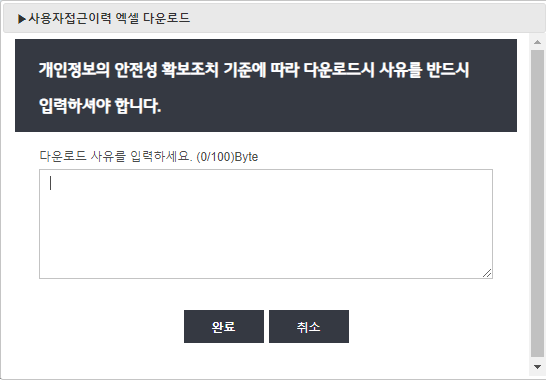 ▶사용자접근이력 엑셀 다운로드
개인정보의 안전성 확보조치 기준에 따라 다운로드시 사유를 반드시
입력하셔야 합니다.
다운로드 사유를 입력하세요. (0/100)Byte
완료 취소